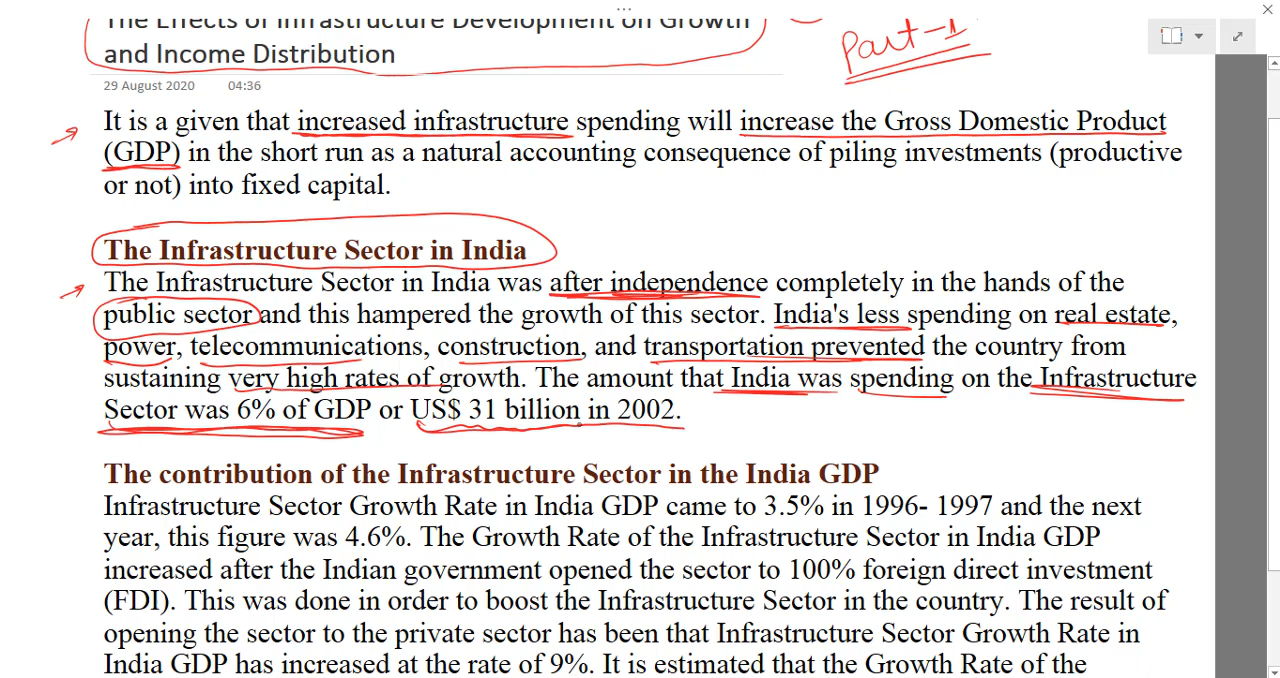 The Effects of Infrastructure Development on Growth
and Income Distribution
Part-1
29 August 2020 04:36
It is a given that increased infrastructure spending will increase the Gross Domestic Product
(GDP) in the short run as a natural accounting consequence of piling investments (productive
or not) into fixed capital.
The Infrastructure Sector in India
The Infrastructure Sector in India was after independence completely in the hands of the
public sector and this hampered the growth of this sector. India's less spending on real estate,
power, telecommunications, construction, and transportation prevented the country from
sustaining very high rates of growth. The amount that India was spending on the Infrastructure
Sector was 6% of GDP or US$ 31 billion in 2002.
The contribution of the Infrastructure Sector in the India GDP
Infrastructure Sector Growth Rate in India GDP came to 3.5% in 1996- 1997 and the next
year, this figure was 4.6%. The Growth Rate of the Infrastructure Sector in India GDP
increased after the Indian government opened the sector to 100% foreign direct investment
(FDI). This was done in order to boost the Infrastructure Sector in the country. The result of
opening the sector to the private sector has been that Infrastructure Sector Growth Rate in
India GDP has increased at the rate of 9%. It is estimated that the Growth Rate of the